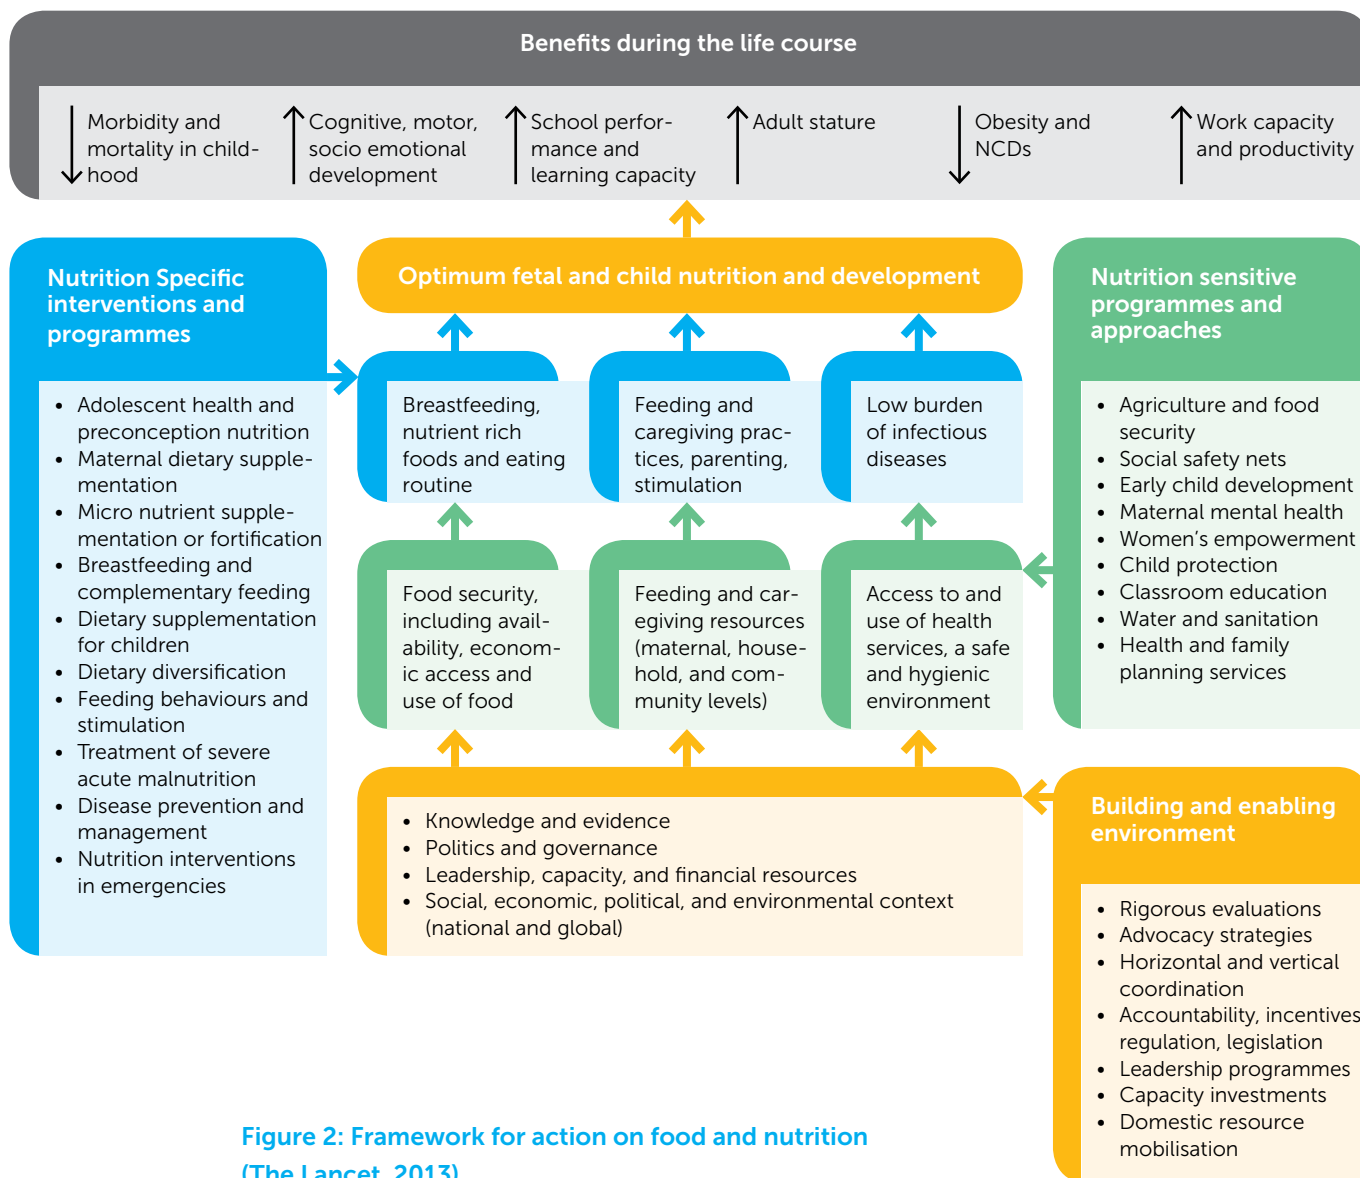 Benefits during the life course
Morbidity and
mortality in child-
hood
Cognitive, motor,
socio emotional
development
School perfor-
mance and
learning capacity
Adult stature
Obesity and
NCDs
Work capacity
and productivity
Nutrition Specific
interventions and
programmes
• Adolescent health and
preconception nutrition
• Maternal dietary supple-
mentation
• Micro nutrient supple-
mentation or fortification
• Breastfeeding and
complementary feeding
• Dietary supplementation
for children
• Dietary diversification
• Feeding behaviours and
stimulation
• Treatment of severe
acute malnutrition
• Disease prevention and
management
• Nutrition interventions
in emergencies
Optimum fetal and child nutrition and development
Breastfeeding,
nutrient rich
foods and eating
routine
Feeding and
caregiving prac-
tices, parenting,
stimulation
Low burden
of infectious
diseases
Food security,
including avail-
ability, econom-
ic access and
use of food
Feeding and car-
egiving resources
(maternal, house-
hold, and com-
munity levels)
Access to and
use of health
services, a safe
and hygienic
environment
• Knowledge and evidence
• Politics and governance
• Leadership, capacity, and financial resources
• Social, economic, political, and environmental context
(national and global)
Nutrition sensitive
programmes and
approaches
• Agriculture and food
security
• Social safety nets
• Early child development
• Maternal mental health
• Women's empowerment
• Child protection
• Classroom education
• Water and sanitation
• Health and family
planning services
Building and enabling
environment
• Rigorous evaluations
• Advocacy strategies
• Horizontal and vertical
coordination
• Accountability, incentives
regulation, legislation
• Leadership programmes
• Capacity investments
• Domestic resource
mobilisation
Figure 2: Framework for action on food and nutrition
(The Lancet, 2013)